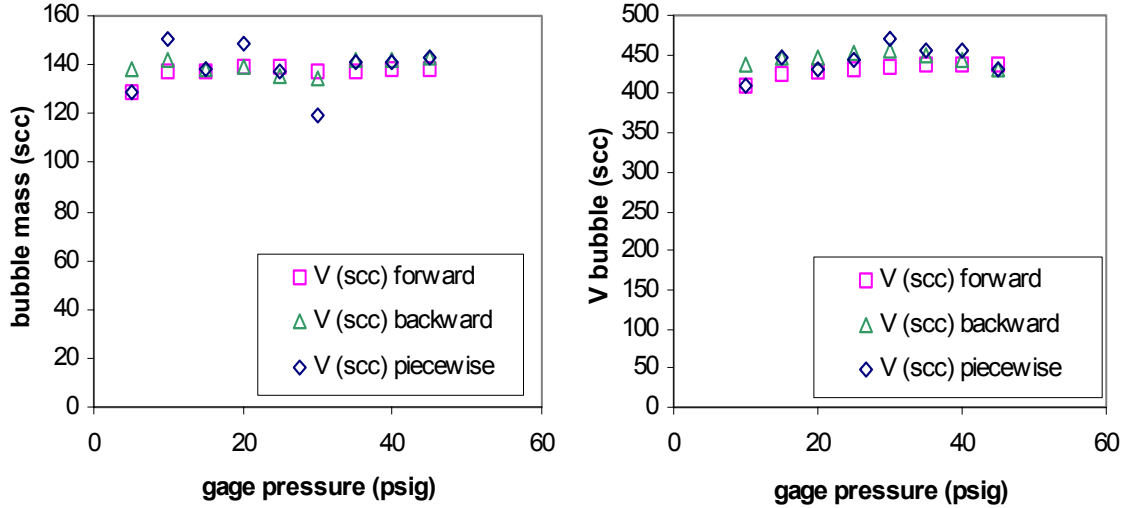 160
140
120
100
80
60
40
20
0
bubble mass (scc)
V (scc) forward
V (scc) backward
V (scc) piecewise
0 20 40 60
gage pressure (psig)
500
450
400
350
300
250
200
150
100
50
0
V bubble (scc)
V (scc) forward
V (scc) backward
V (scc) piecewise
0 20 40 60
gage pressure (psig)